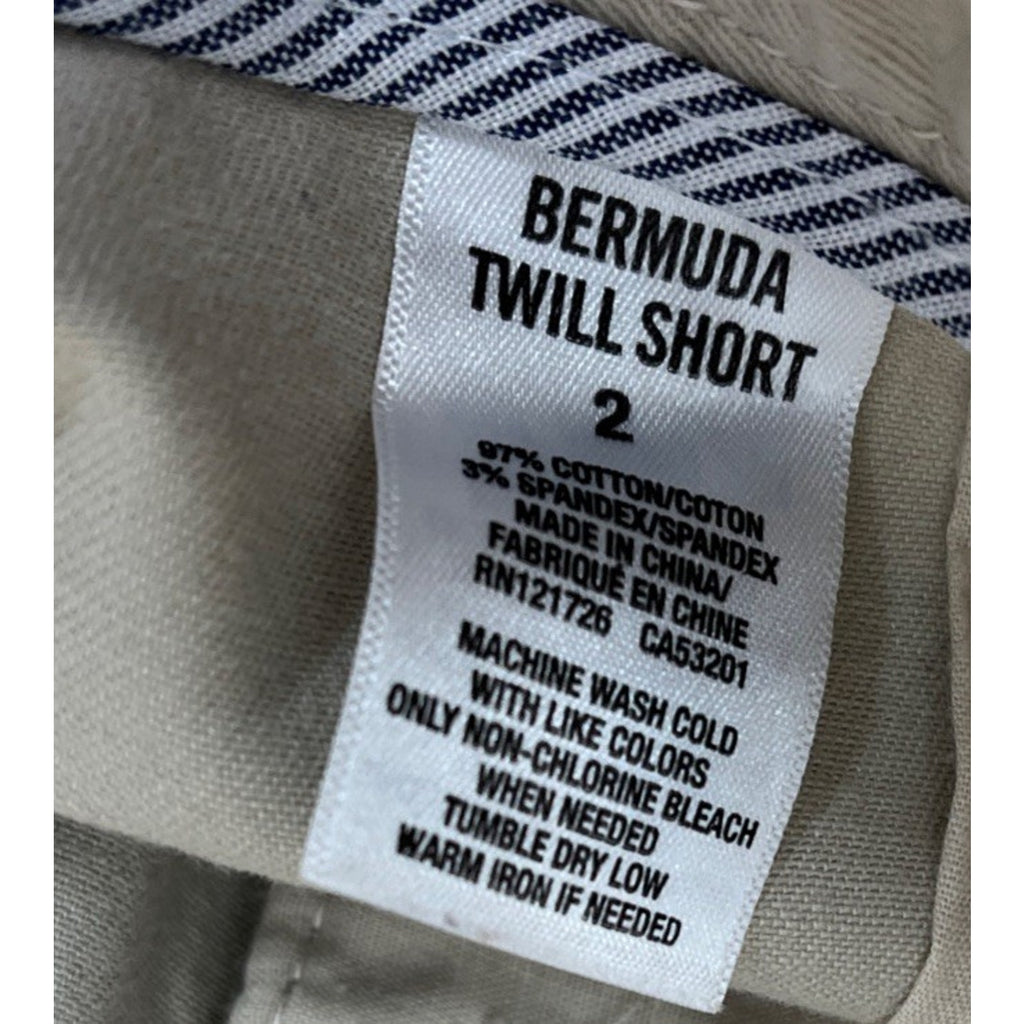 BERMUDA
TWILL SHORT
2
97% COTTON/COTON
3% SPANDEX/SPANDEX
MADE IN CHINA/
FABRIQUÉ EN CHINE
RN121726 CA53201
MACHINE WASH COLD
WITH LIKE COLORS
ONLY NON-CHLORINE BLEACH
WHEN NEEDED
TUMBLE DRY LOW
WARM IRON IF NEEDED